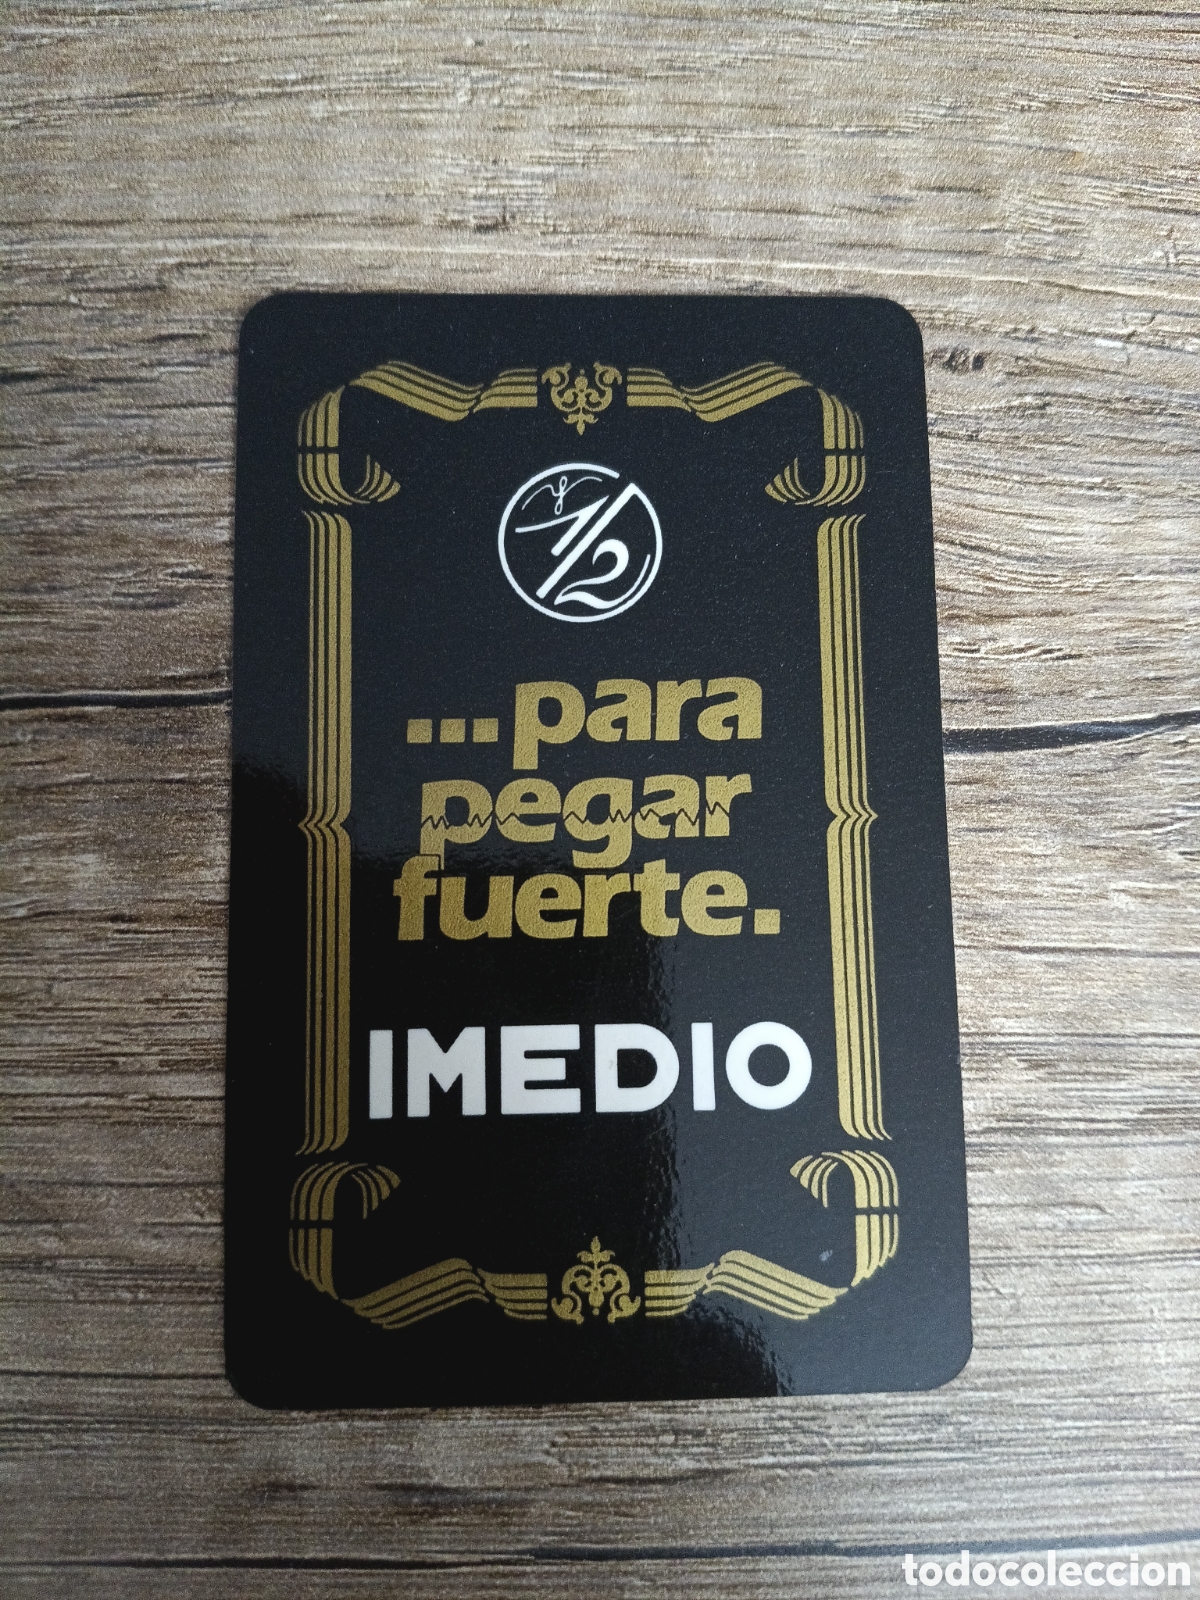 y 1/2
...para
pegar
fuerte.
IMEDIO
todocoleccion